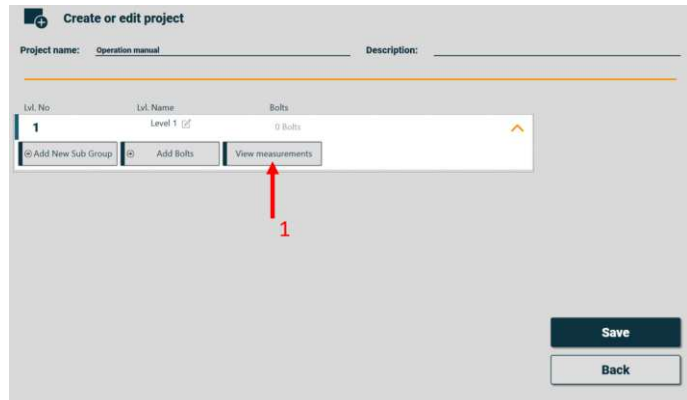 Create or edit project
Project name: Operation manual Description:
Lvl. No Lvl. Name Bolts
1 Level 1 0 Bolts
Add New Sub Group Add Bolts View measurements
1
Save
Back